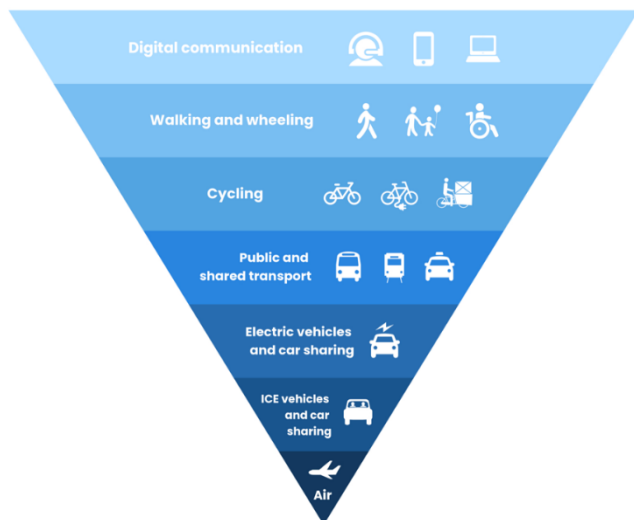 Digital communication
Walking and wheeling
Cycling
Public and
shared transport
Electric vehicles
and car sharing
ICE vehicles
and car
sharing
Air